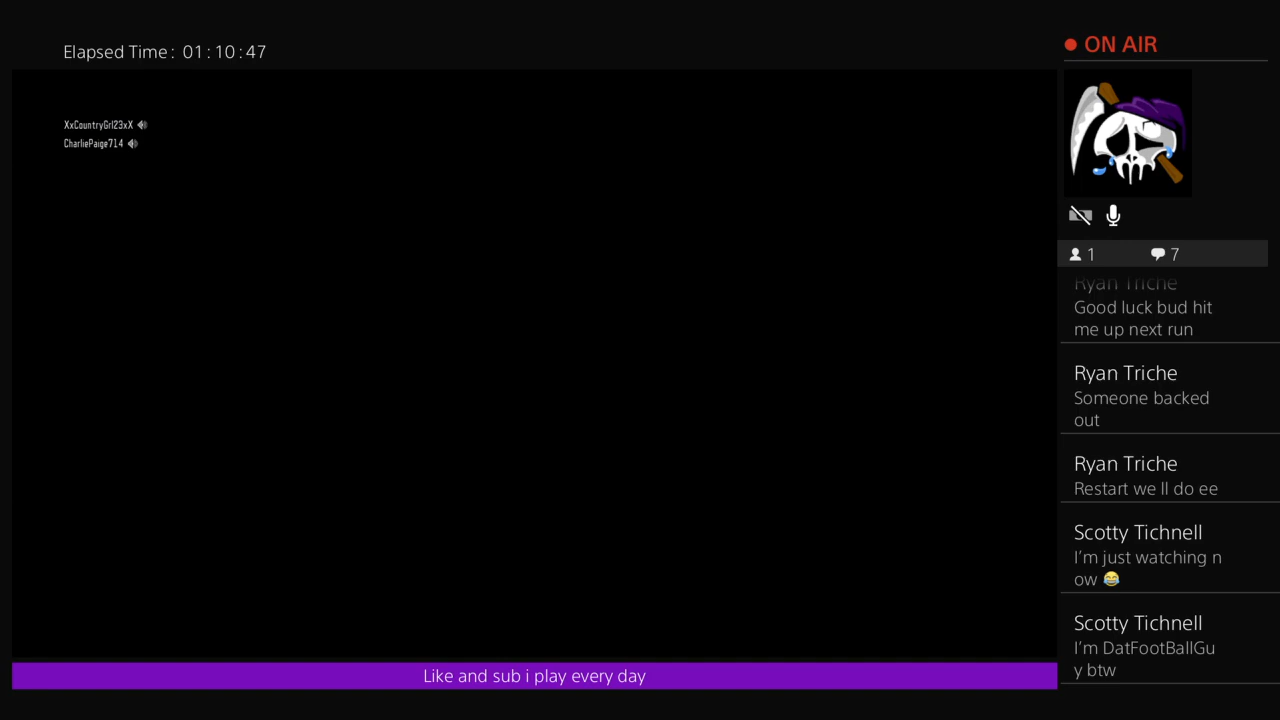 Elapsed Time: 01:10:47
ON AIR
XxCountryGrl23xX
CharliePaige714
1
7
Ryan Triche
Good luck bud hit
me up next run
Ryan Triche
Someone backed
out
Ryan Triche
Restart we ll do ee
Scotty Tichnell
I'm just watching n
ow 😂
Scotty Tichnell
I'm DatFootBallGu
y btw
Like and sub i play every day